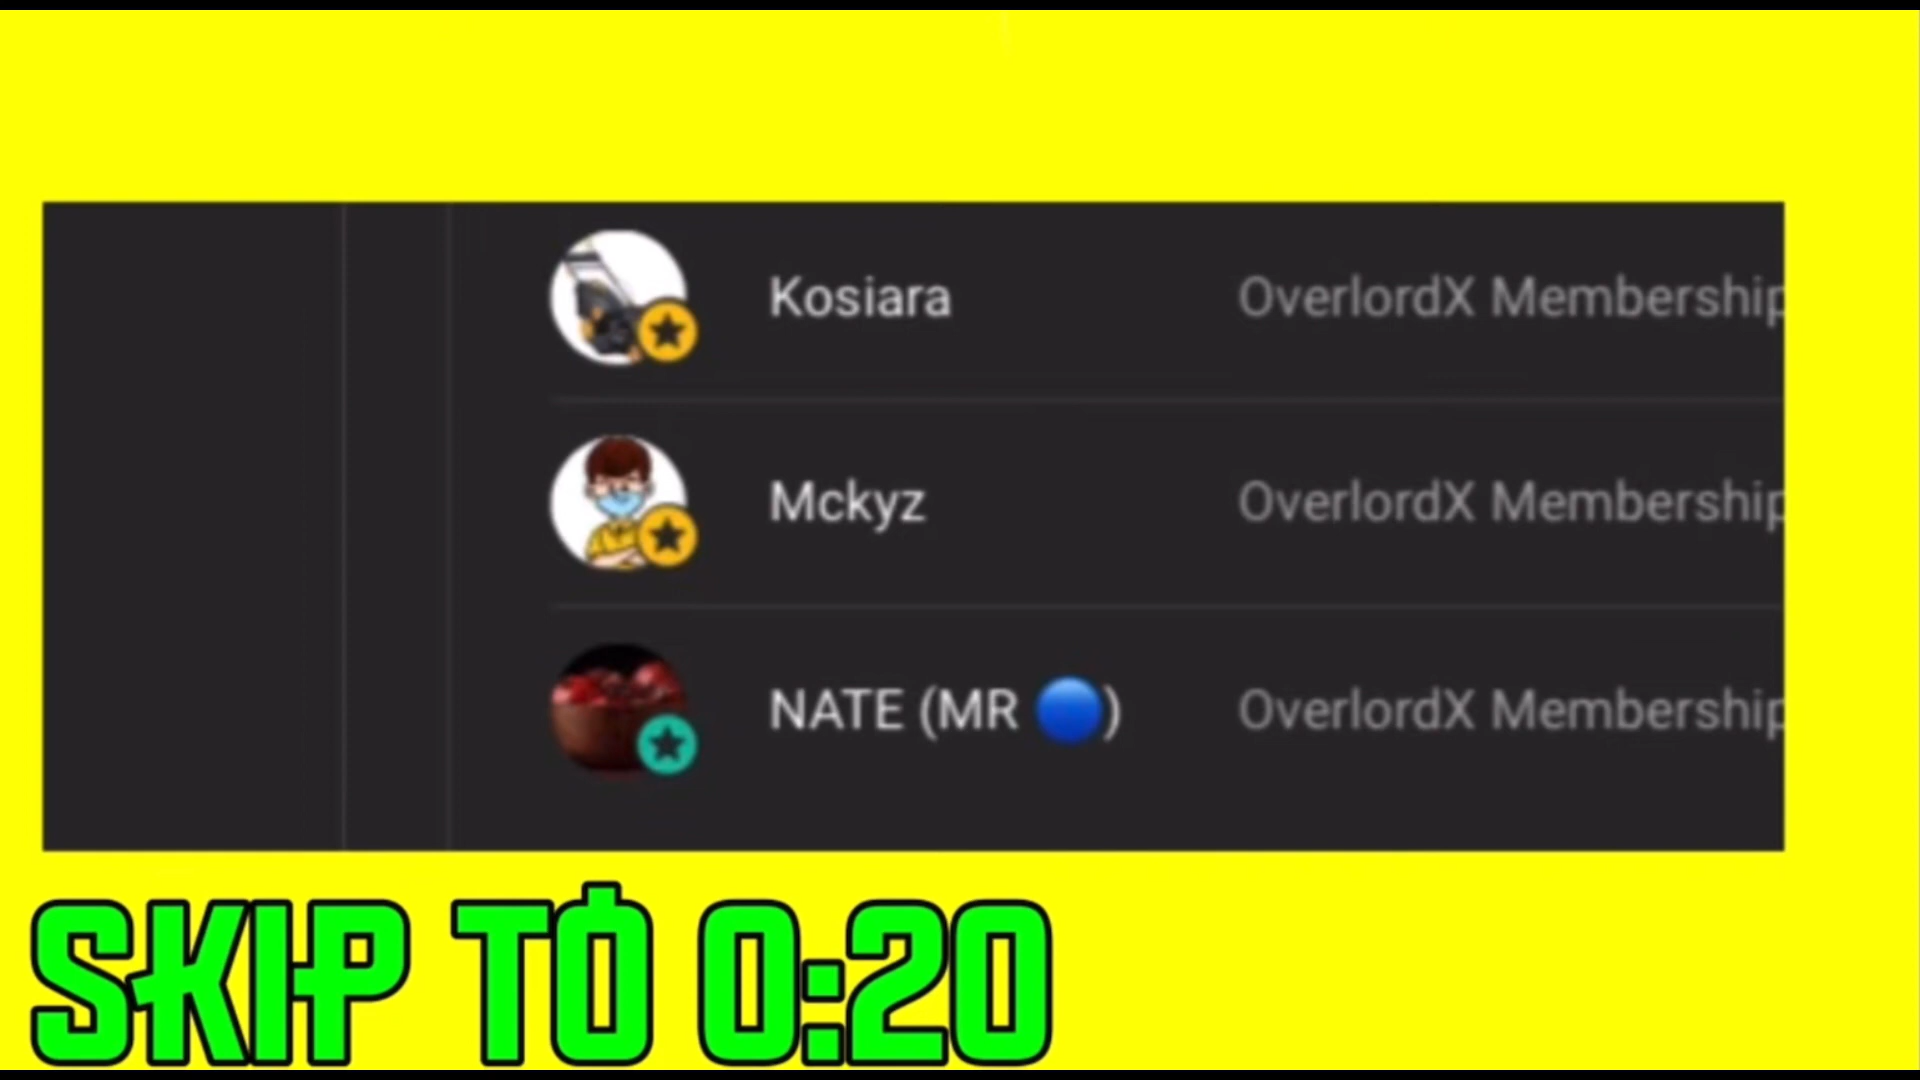 Kosiara OverlordX Membership
Mckyz OverlordX Membership
NATE (MR 🔵) OverlordX Membership
SKIP TO 0:20